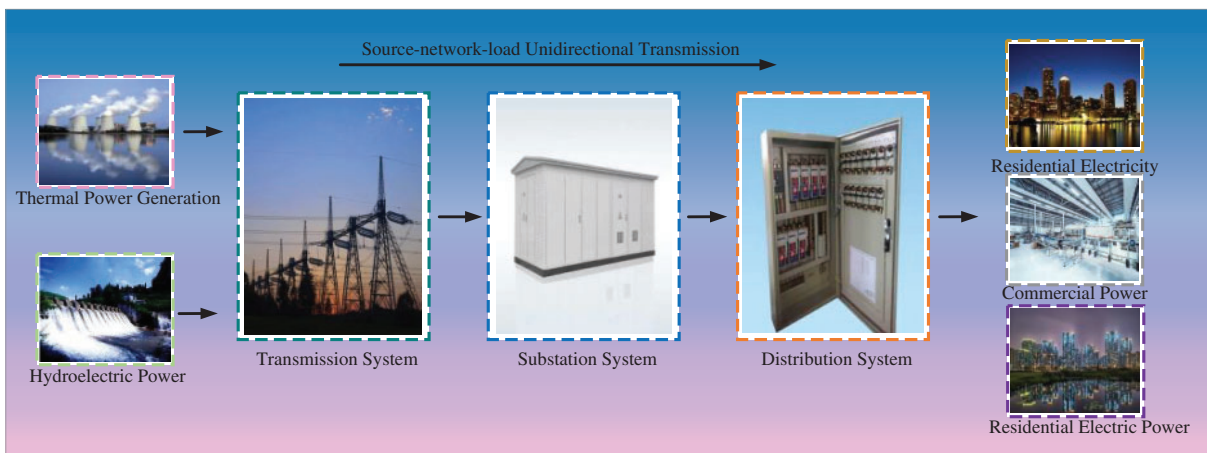 Source-network-load Unidirectional Transmission
Thermal Power Generation
Hydroelectric Power
Transmission System
Substation System
Distribution System
Residential Electricity
Commercial Power
Residential Electric Power